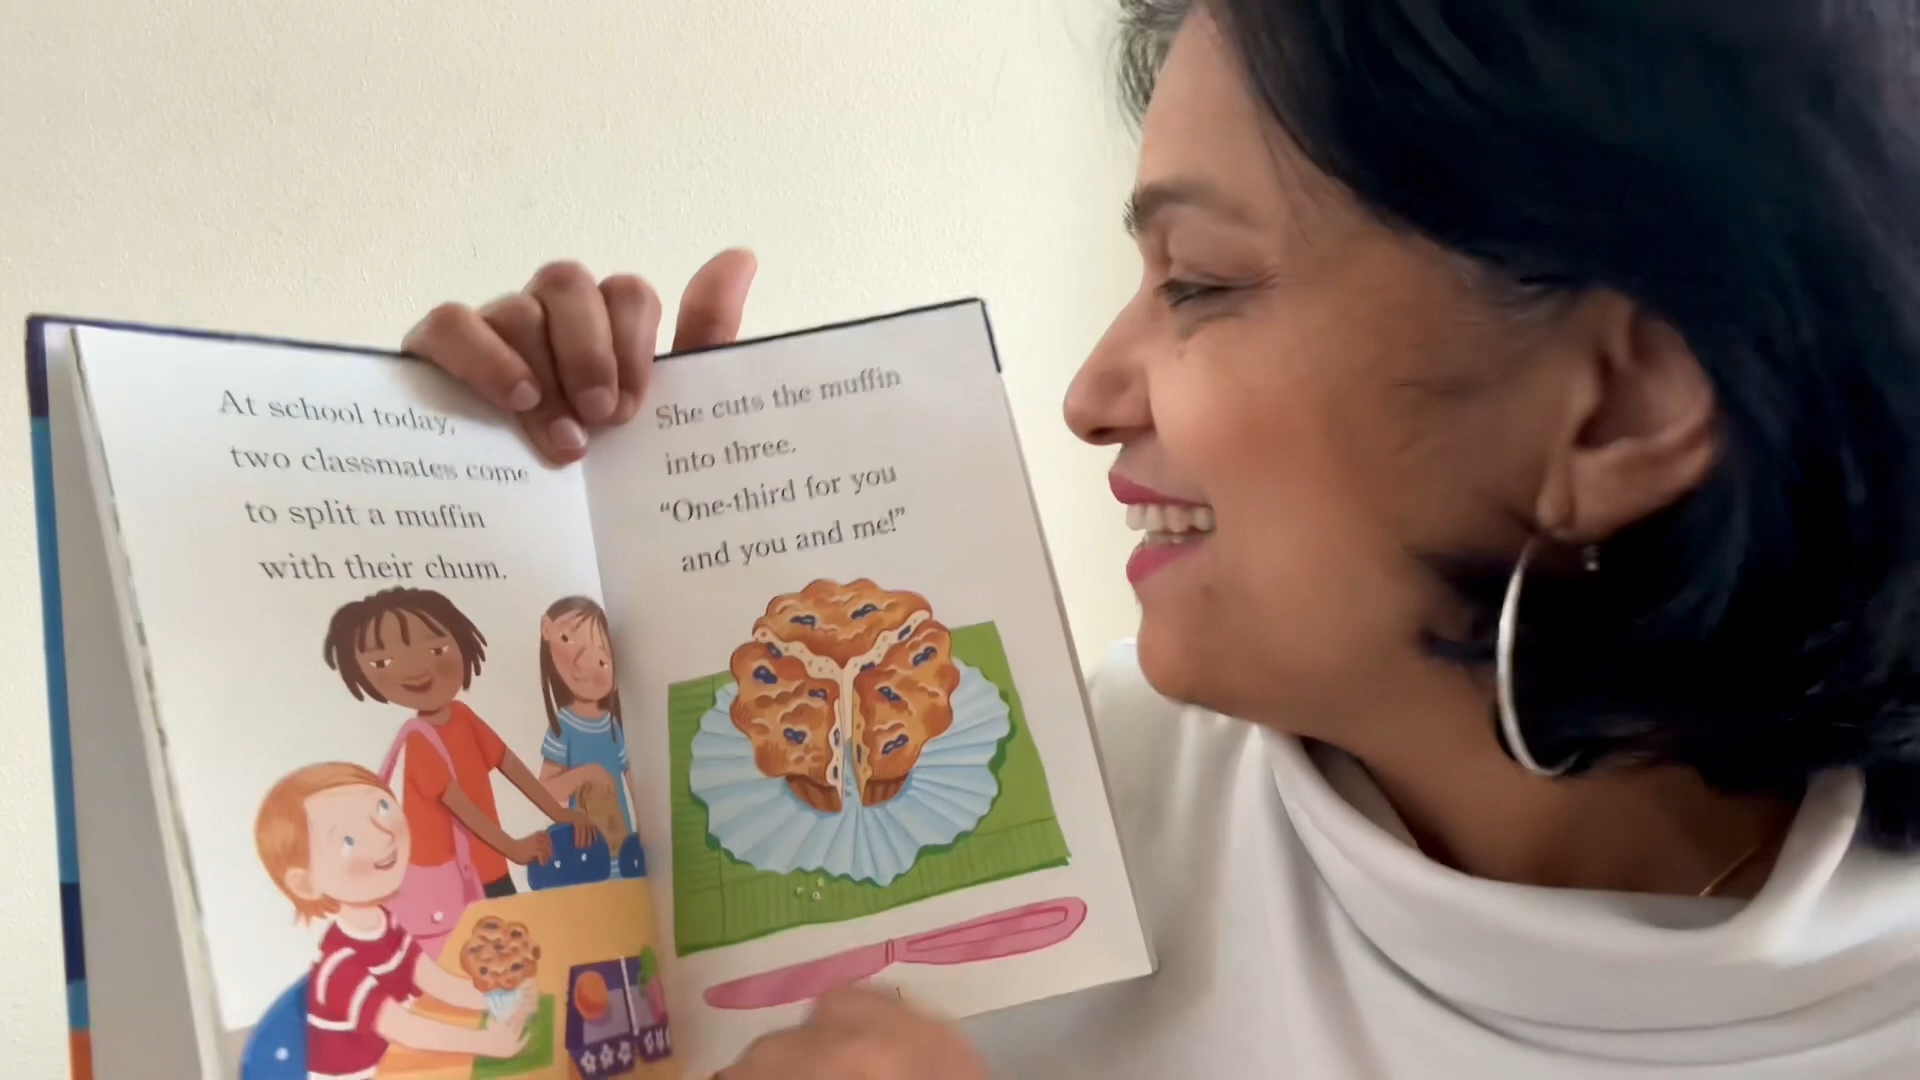 At school today,
two classmates come
to split a muffin
with their chum.
She cuts the muffin
into three.
“One-third for you
and you and me!”